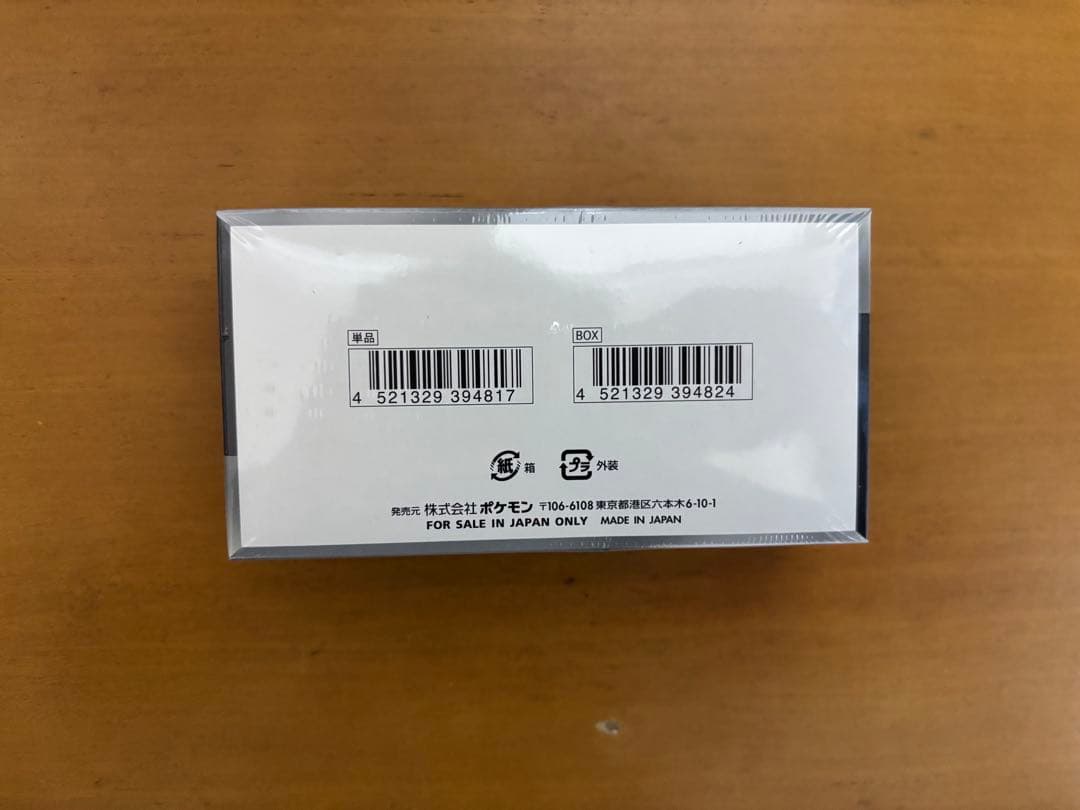 単品
4 521329 394817
BOX
4 521329 394824
紙 箱
プラ 外装
発売元 株式会社 ポケモン 〒106-6108 東京都港区六本木6-10-1
FOR SALE IN JAPAN ONLY MADE IN JAPAN